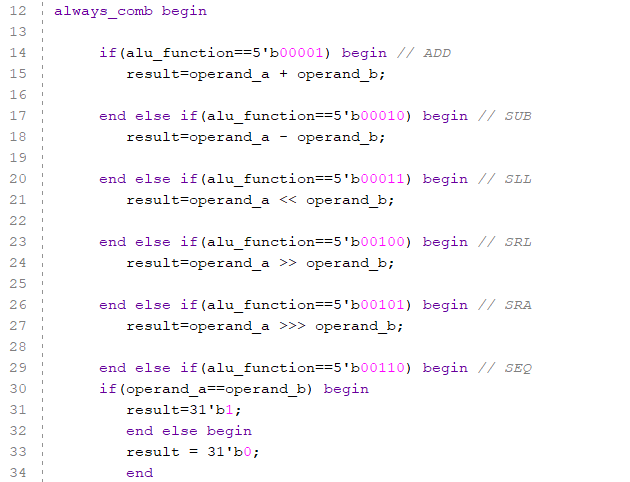 12 always_comb begin
13
14 if(alu_function==5'b00001) begin // ADD
15 result=operand_a + operand_b;
16
17 end else if(alu_function==5'b00010) begin // SUB
18 result=operand_a - operand_b;
19
20 end else if(alu_function==5'b00011) begin // SLL
21 result=operand_a << operand_b;
22
23 end else if(alu_function==5'b00100) begin // SRL
24 result=operand_a >> operand_b;
25
26 end else if(alu_function==5'b00101) begin // SRA
27 result=operand_a >>> operand_b;
28
29 end else if(alu_function==5'b00110) begin // SEQ
30 if(operand_a==operand_b) begin
31 result=31'b1;
32 end else begin
33 result = 31'b0;
34 end